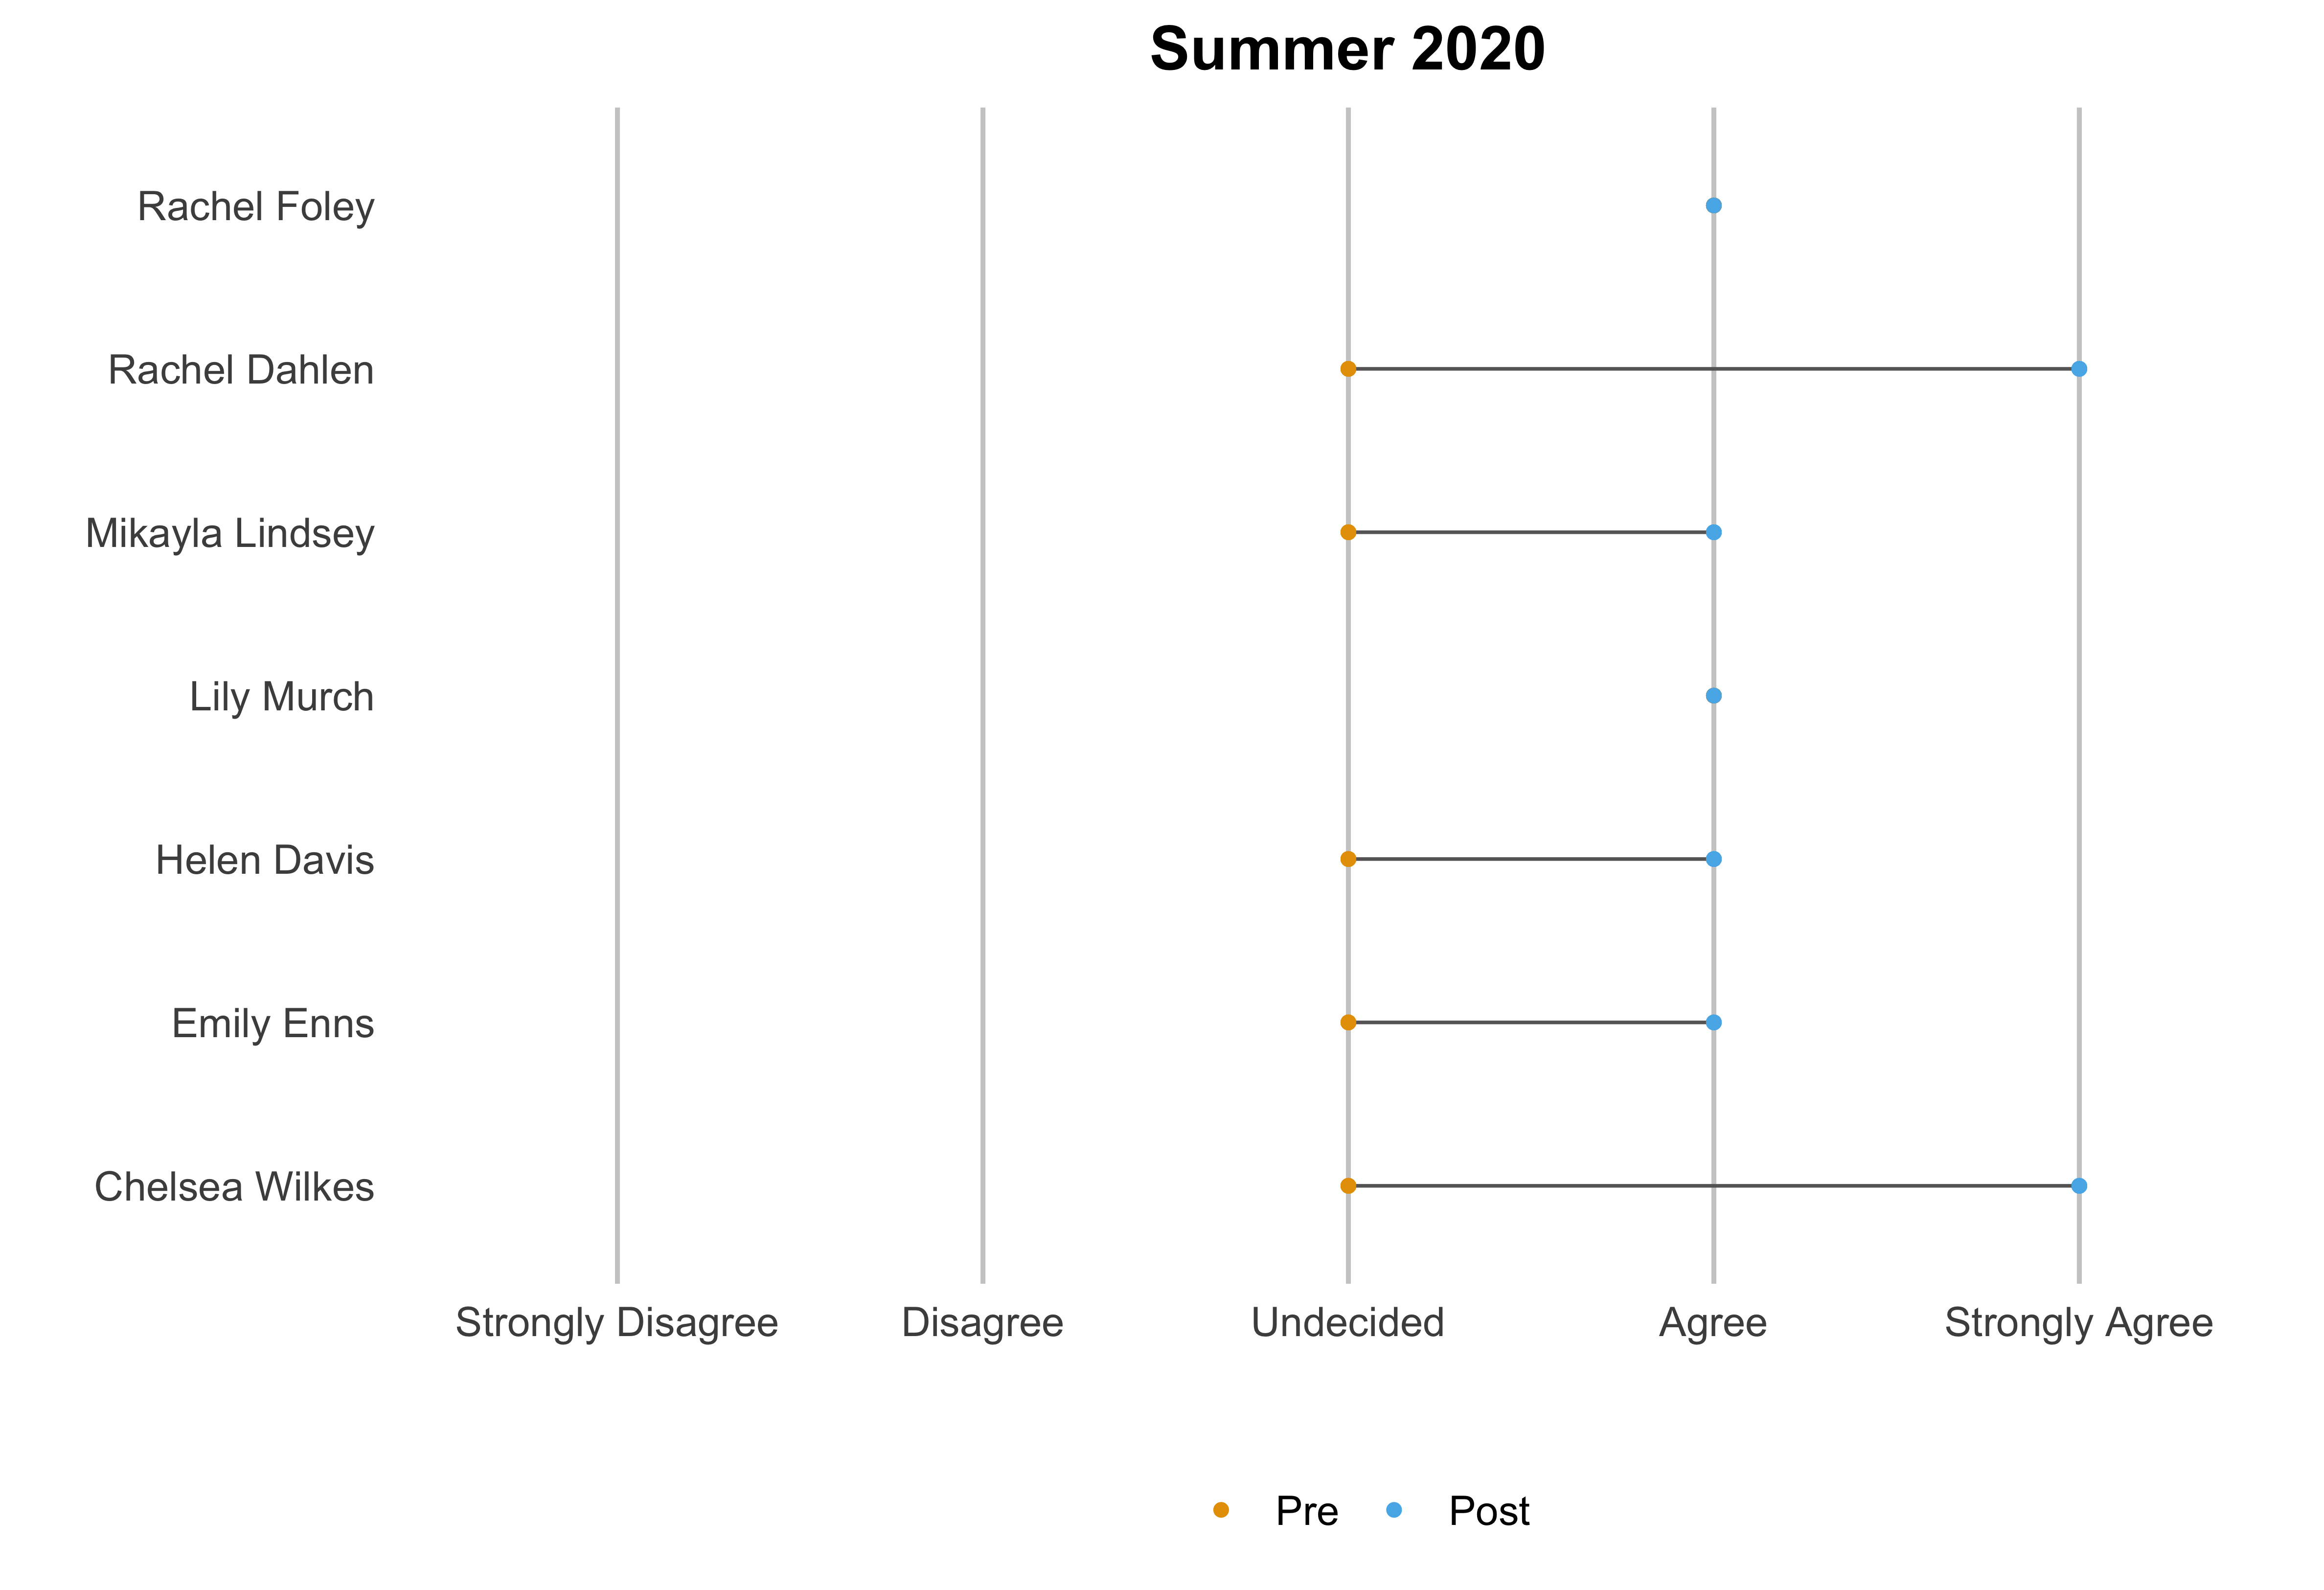 Summer 2020
Rachel Foley
Rachel Dahlen
Mikayla Lindsey
Lily Murch
Helen Davis
Emily Enns
Chelsea Wilkes
Strongly Disagree Disagree Undecided Agree Strongly Agree
Pre Post